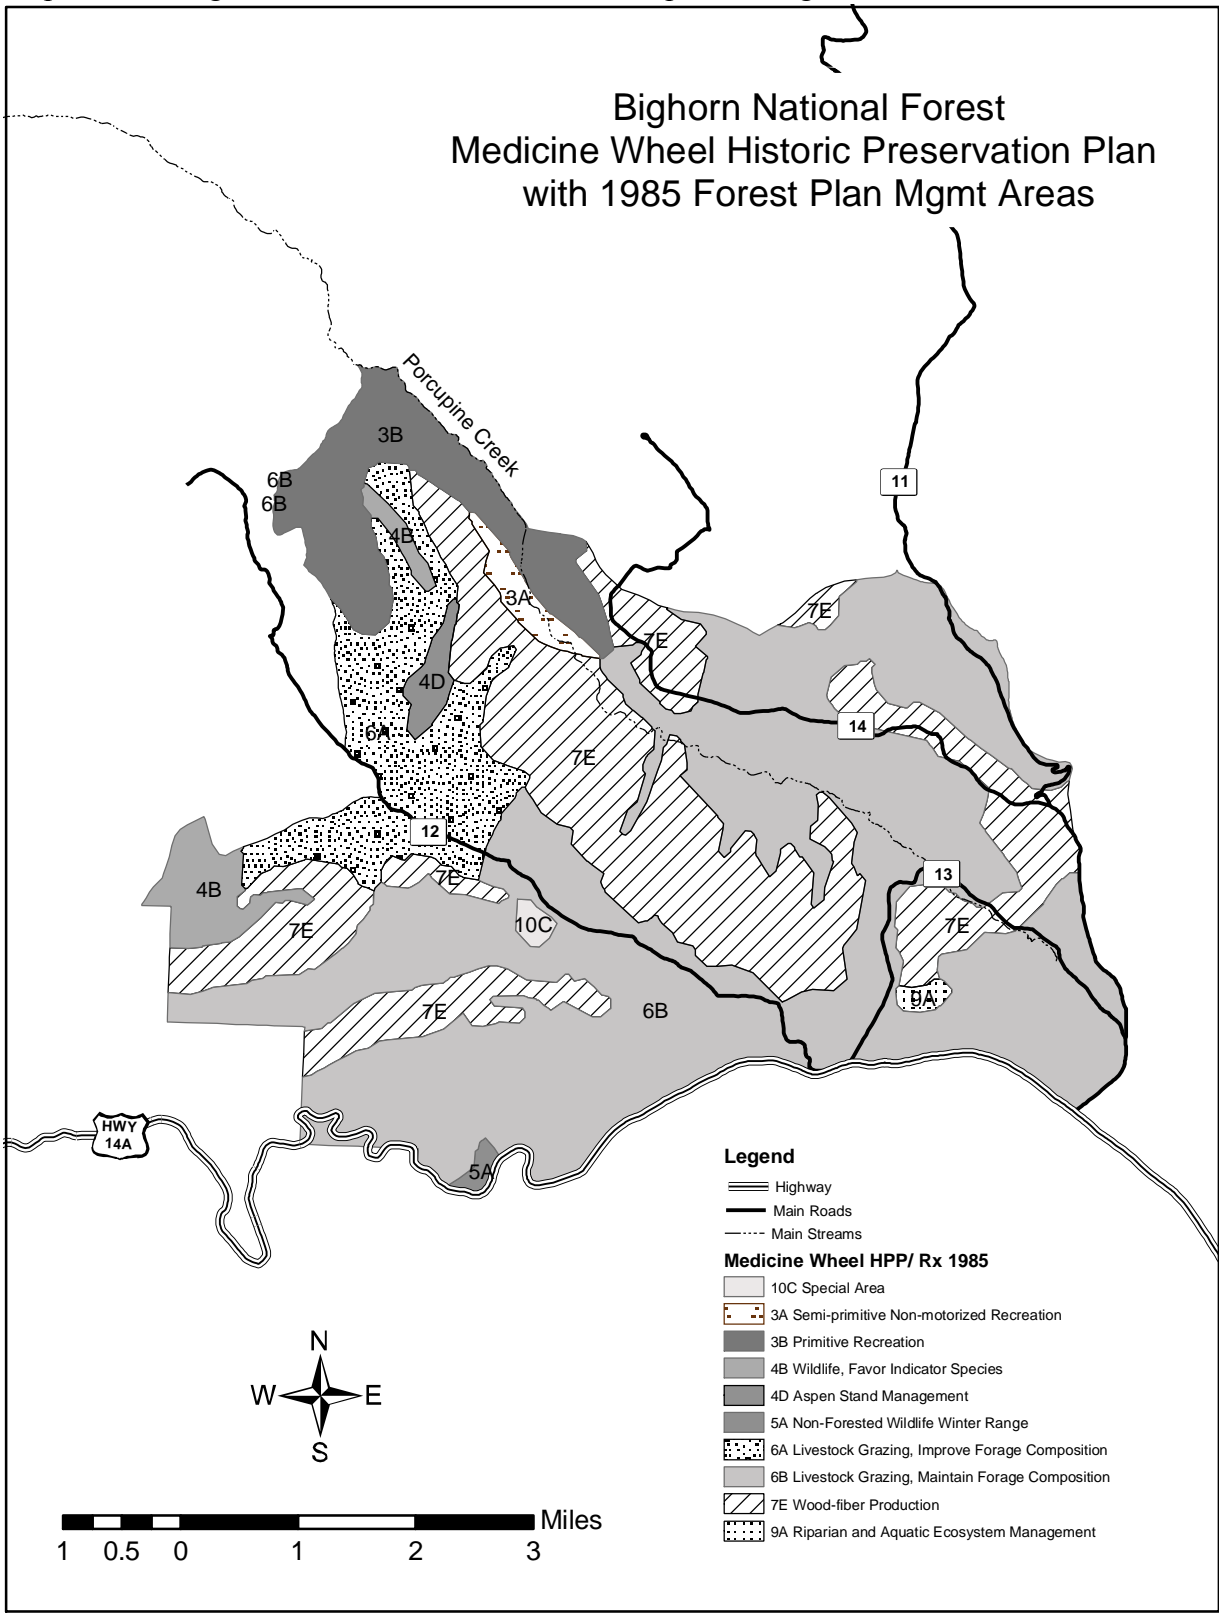 Bighorn National Forest
Medicine Wheel Historic Preservation Plan
with 1985 Forest Plan Mgmt Areas
Porcupine Creek
3B
6B
6B
11
4B
3A
7E
7E
4D
14
6A
7E
12
13
7E
4B
10C
7E
7E
9A
7E
6B
HWY
14A
5A
Legend
Highway
Main Roads
Main Streams
Medicine Wheel HPP/ Rx 1985
10C Special Area
3A Semi-primitive Non-motorized Recreation
3B Primitive Recreation
4B Wildlife, Favor Indicator Species
4D Aspen Stand Management
5A Non-Forested Wildlife Winter Range
6A Livestock Grazing, Improve Forage Composition
6B Livestock Grazing, Maintain Forage Composition
7E Wood-fiber Production
9A Riparian and Aquatic Ecosystem Management
N
W E
S
Miles
1 0.5 0 1 2 3